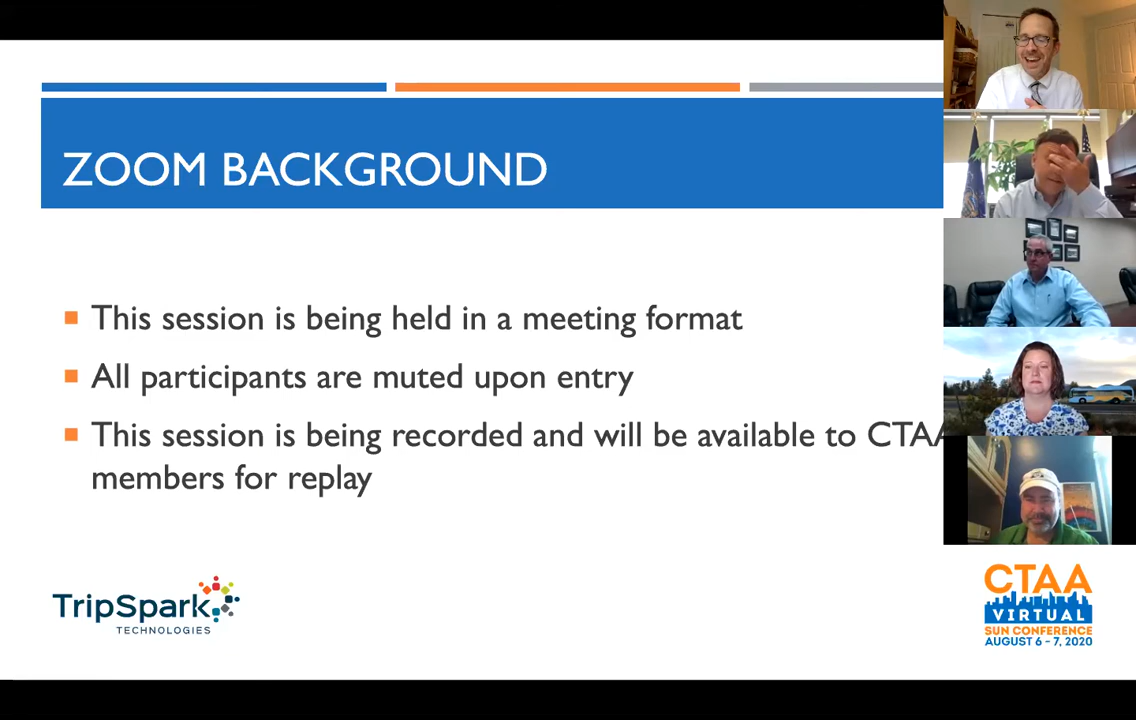 ZOOM BACKGROUND
This session is being held in a meeting format
All participants are muted upon entry
This session is being recorded and will be available to CTAA
members for replay
TripSpark
TECHNOLOGIES
CTAA
VIRTUAL
SUN CONFERENCE
AUGUST 6 - 7, 2020